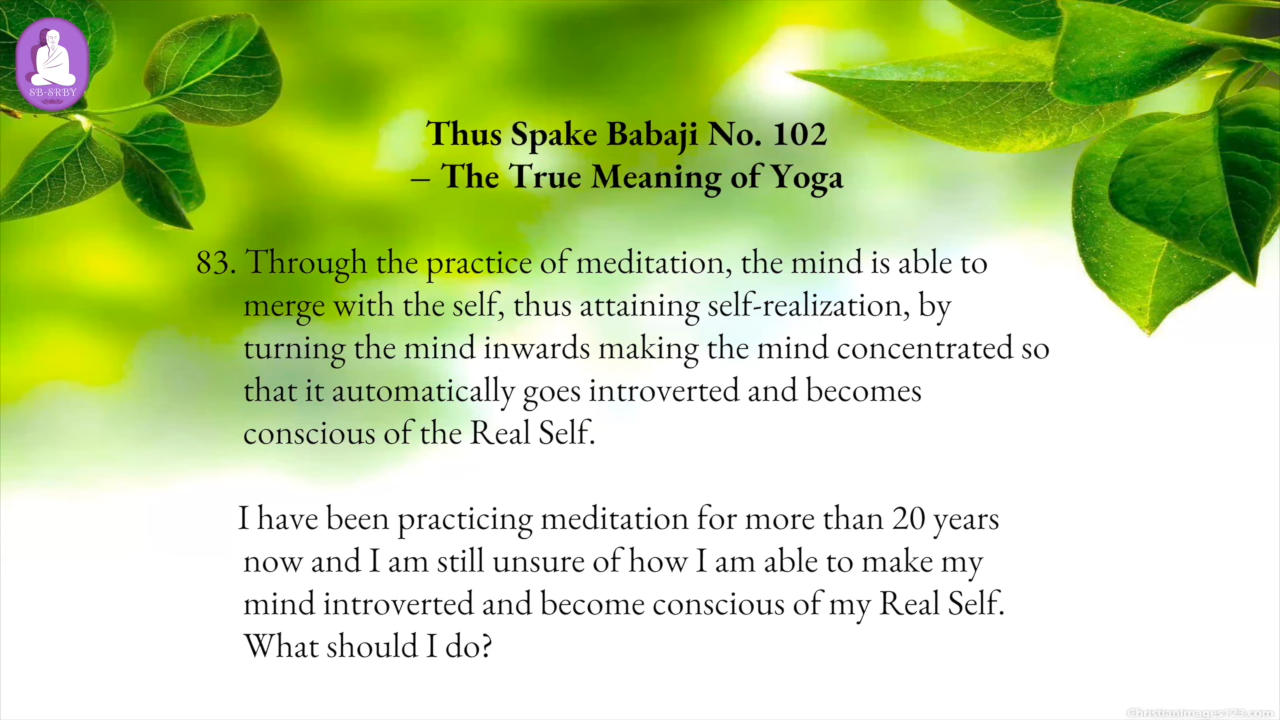 SB-SRBY
Thus Spake Babaji No. 102
– The True Meaning of Yoga
83. Through the practice of meditation, the mind is able to
merge with the self, thus attaining self-realization, by
turning the mind inwards making the mind concentrated so
that it automatically goes introverted and becomes
conscious of the Real Self.
I have been practicing meditation for more than 20 years
now and I am still unsure of how I am able to make my
mind introverted and become conscious of my Real Self.
What should I do?
ChristianImages123.com